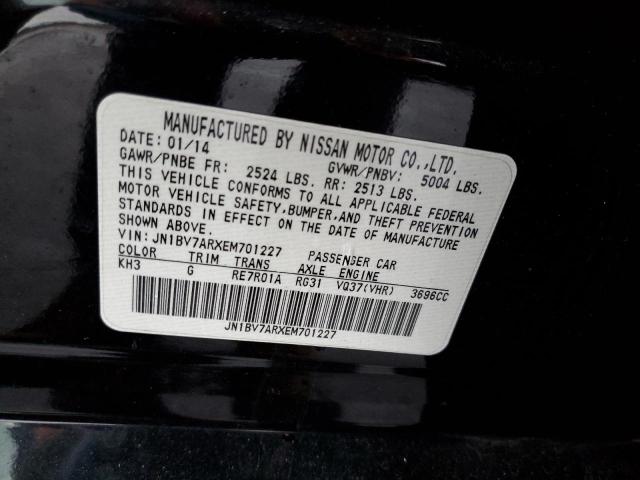 MANUFACTURED BY NISSAN MOTOR CO.,LTD.
DATE: 01/14 GVWR/PNBV: 5004 LBS.
GAWR/PNBE FR: 2524 LBS. RR: 2513 LBS.
THIS VEHICLE CONFORMS TO ALL APPLICABLE FEDERAL
MOTOR VEHICLE SAFETY, BUMPER, AND THEFT PREVENTION
STANDARDS IN EFFECT ON THE DATE OF MANUFACTURE
SHOWN ABOVE.
VIN: JN1BV7ARXEM701227 PASSENGER CAR
COLOR TRIM TRANS AXLE ENGINE
KH3 G RE7R01A RG31 VQ37(VHR) 3696CC
JN1BV7ARXEM701227